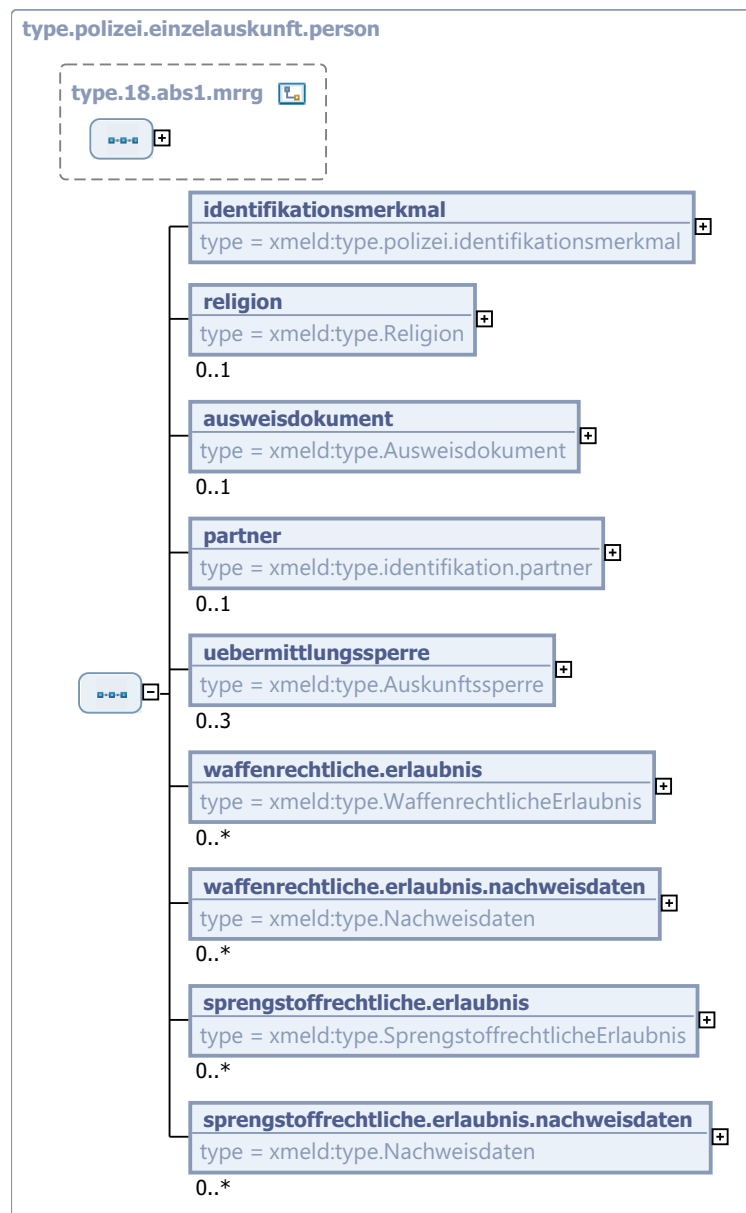 type.polizei.einzelauskunft.person
type.18.abs1.mrrg
identifikationsmerkmal
type = xmeld:type.polizei.identifikationsmerkmal
religion
type = xmeld:type.Religion
0..1
ausweisdokument
type = xmeld:type.Ausweisdokument
0..1
partner
type = xmeld:type.identifikation.partner
0..1
uebermittlungssperre
type = xmeld:type.Auskunftssperre
0..3
waffenrechtliche.erlaubnis
type = xmeld:type.WaffenrechtlicheErlaubnis
0..*
waffenrechtliche.erlaubnis.nachweisdaten
type = xmeld:type.Nachweisdaten
0..*
sprengstoffrechtliche.erlaubnis
type = xmeld:type.SprengstoffrechtlicheErlaubnis
0..*
sprengstoffrechtliche.erlaubnis.nachweisdaten
type = xmeld:type.Nachweisdaten
0..*